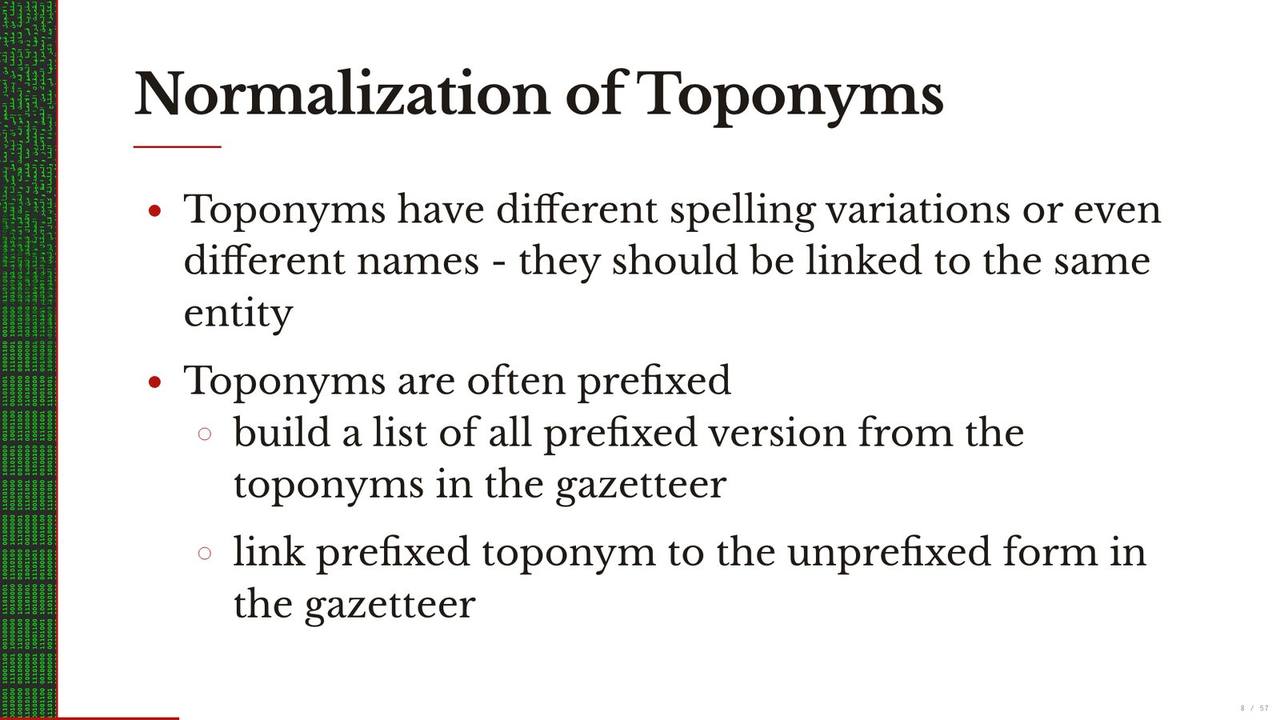 Normalization of Toponyms
• Toponyms have different spelling variations or even
different names - they should be linked to the same
entity
• Toponyms are often prefixed
○ build a list of all prefixed version from the
toponyms in the gazetteer
○ link prefixed toponym to the unprefixed form in
the gazetteer
8 / 57